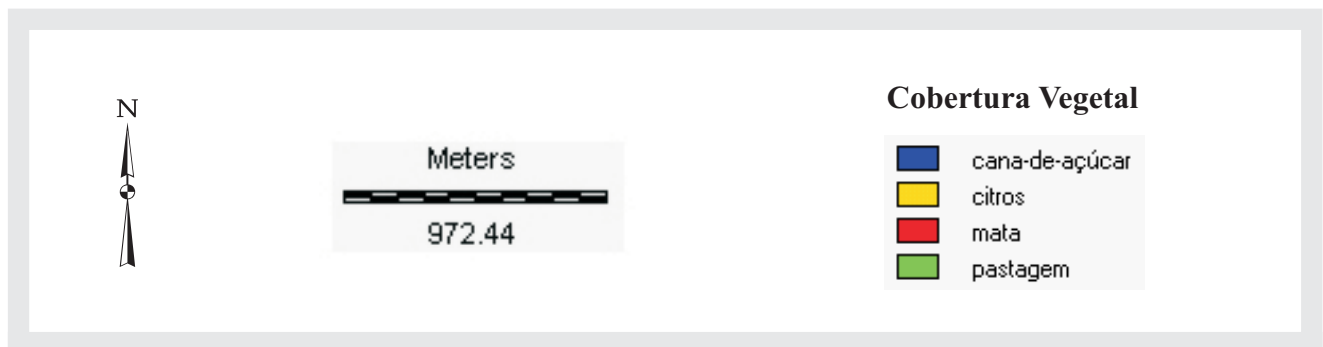 N
Meters
972.44
Cobertura Vegetal
cana-de-açúcar
citros
mata
pastagem